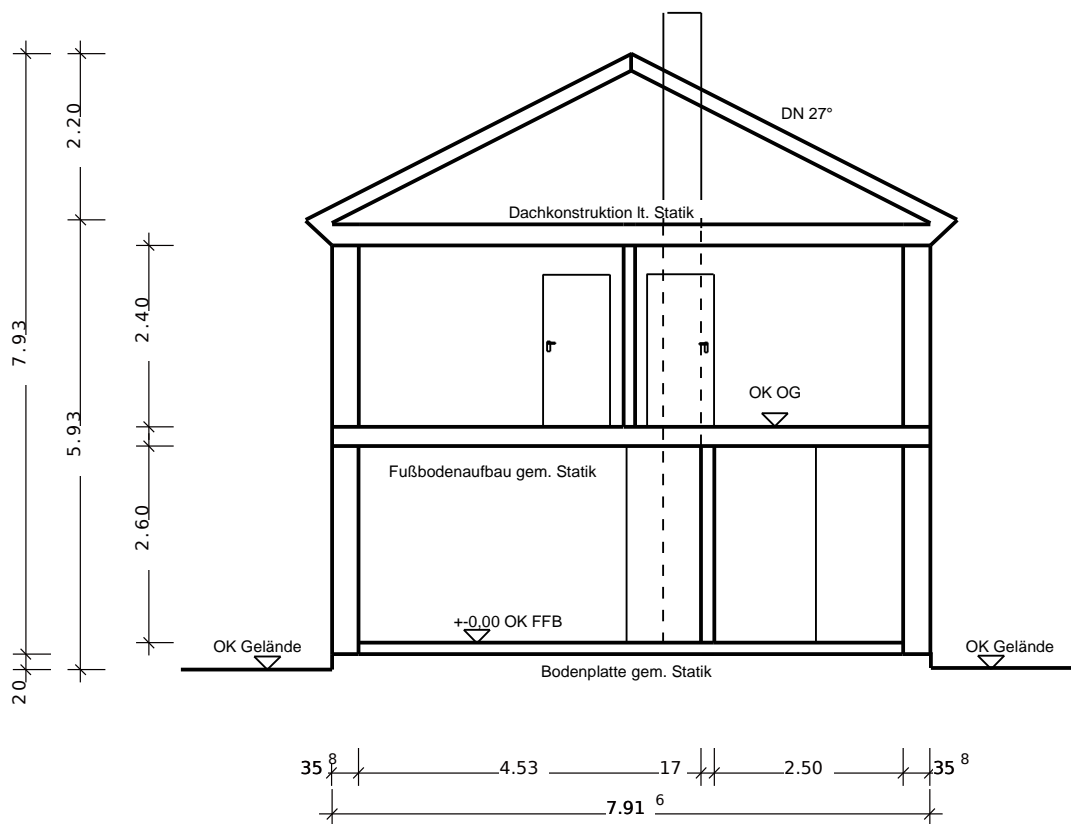 DN 27°
2.20
Dachkonstruktion lt. Statik
2.40
7.93
5.93
OK OG
Fußbodenaufbau gem. Statik
2.60
+-0,00 OK FFB
OK Gelände
OK Gelände
Bodenplatte gem. Statik
20
35 8
4.53
17
2.50
35 8
7.91 6